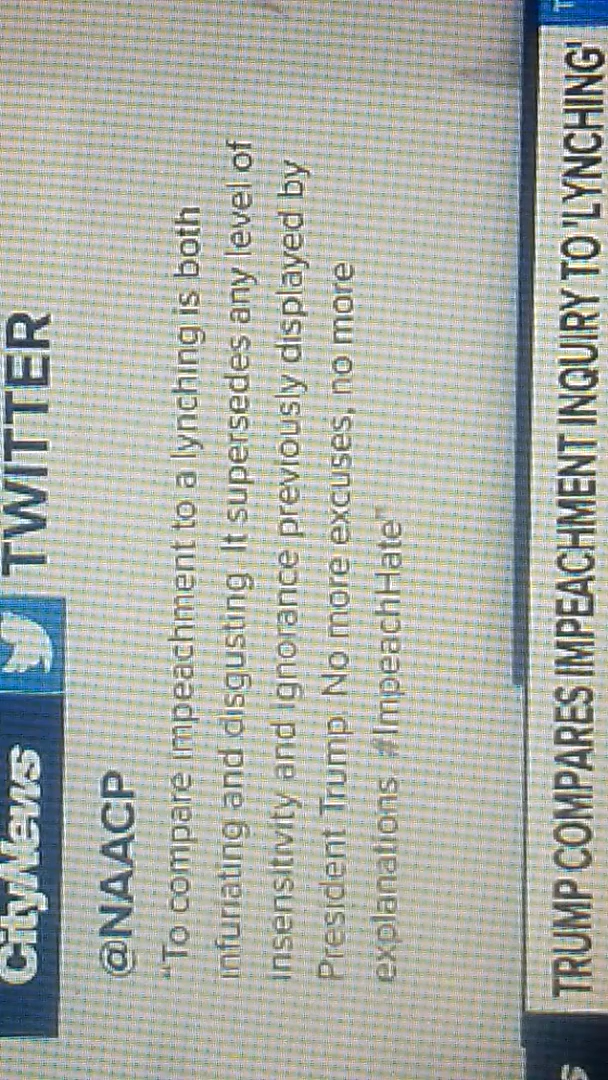 CityNews TWITTER
@NAACP
"To compare impeachment to a lynching is both
infuriating and disgusting. It supersedes any level of
insensitivity and ignorance previously displayed by
President Trump. No more excuses, no more
explanations. #ImpeachHate"
TRUMP COMPARES IMPEACHMENT INQUIRY TO 'LYNCHING'